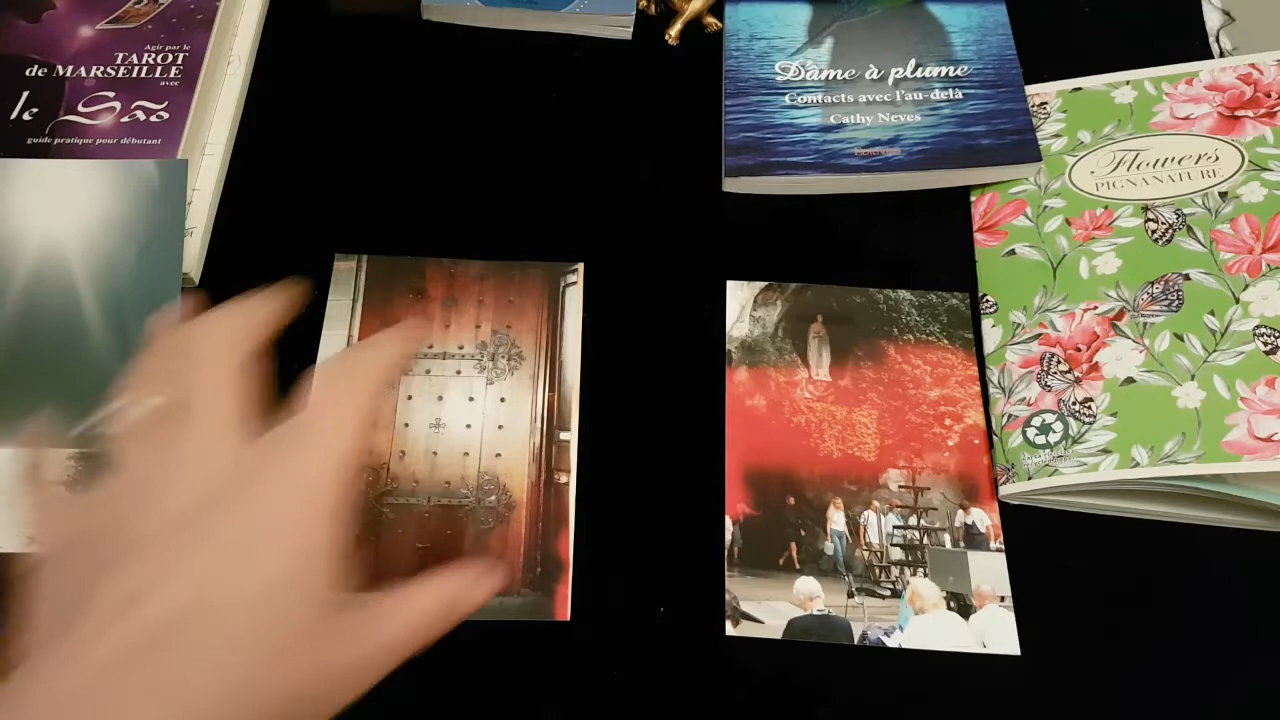 Agir par le
TAROT
de MARSEILLE
avec
le São
guide pratique pour débutant
Dame à plume
Contacts avec l'au-delà
Cathy Neves
Flowers
PIGNANATURE